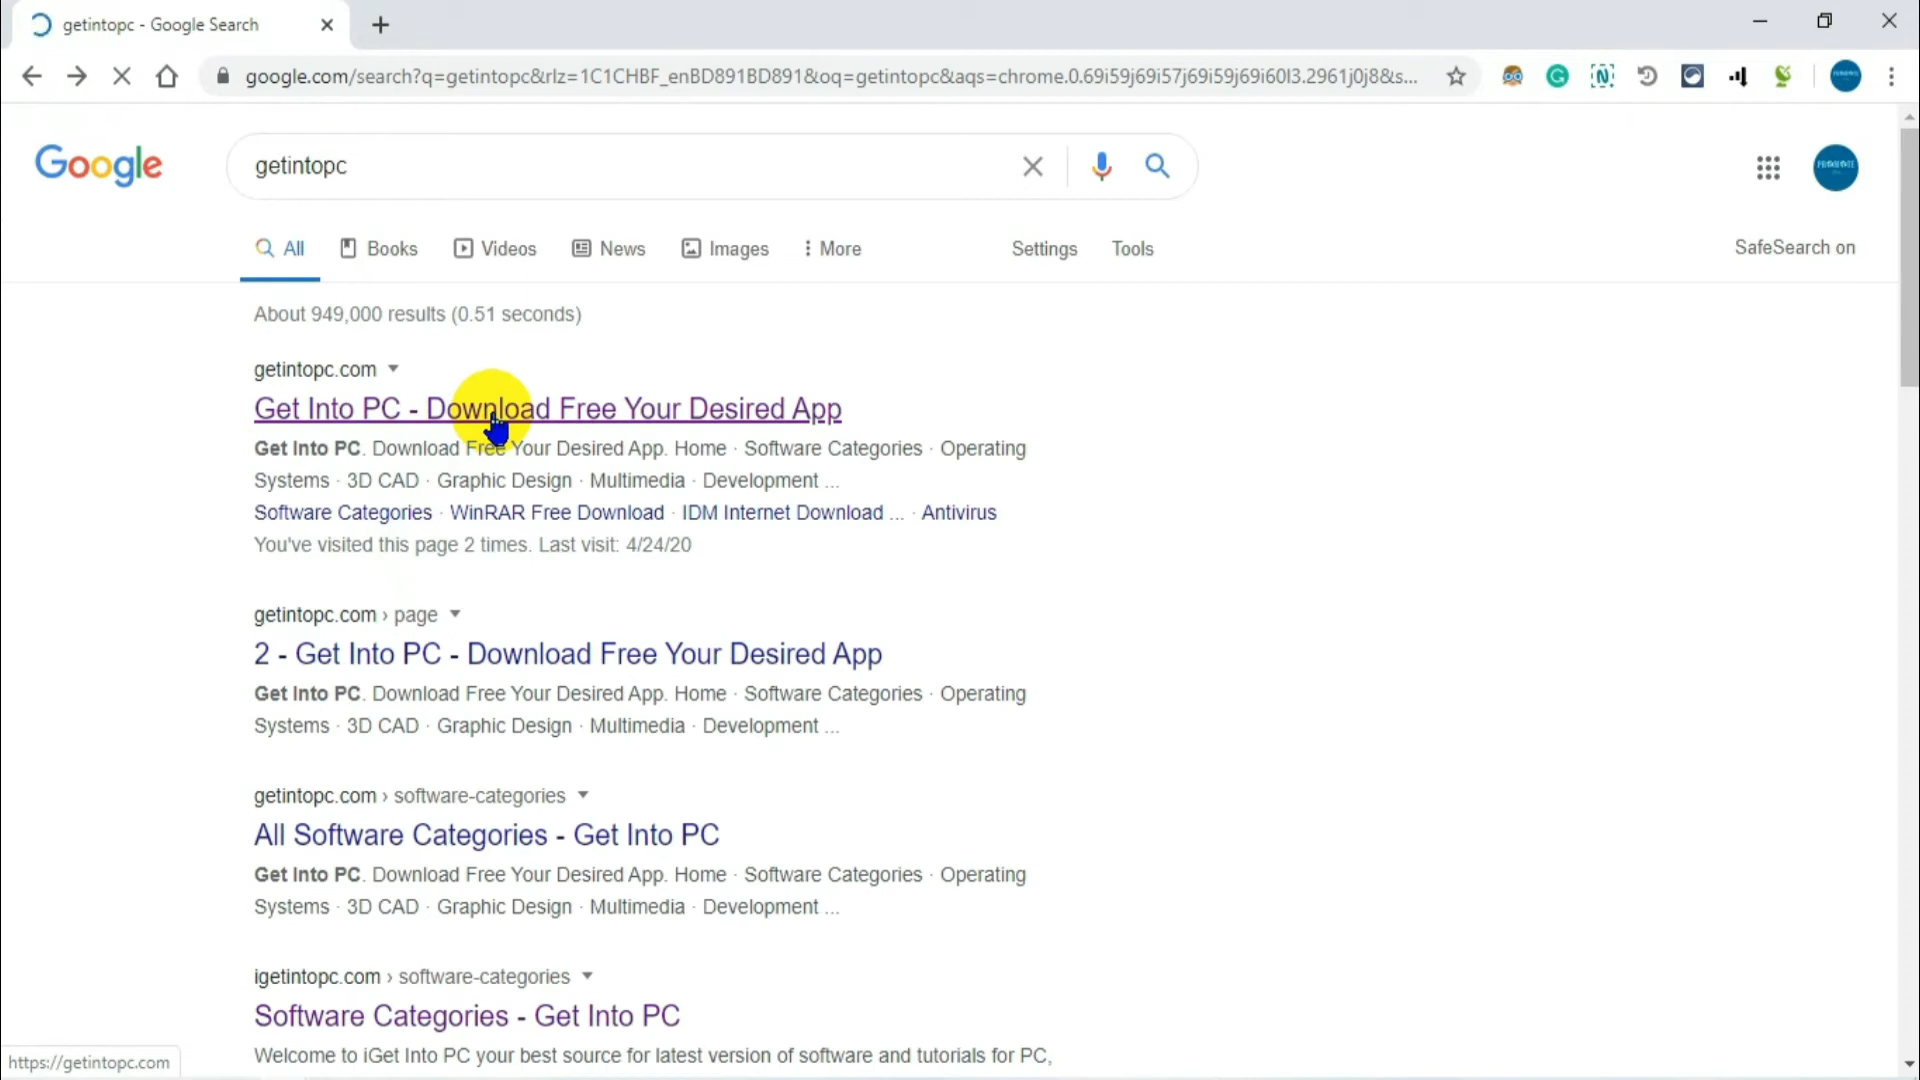 getintopc - Google Search
google.com/search?q=getintopc&rlz=1C1CHBF_enBD891BD891&oq=getintopc&aqs=chrome.0.69i59j69i57j69i59j69i60l3.2961j0j8&s...
Google
getintopc
All Books Videos News Images More Settings Tools SafeSearch on
About 949,000 results (0.51 seconds)
getintopc.com
Get Into PC - Download Free Your Desired App
Get Into PC. Download Free Your Desired App. Home · Software Categories · Operating
Systems · 3D CAD · Graphic Design · Multimedia · Development ...
Software Categories · WinRAR Free Download · IDM Internet Download ... · Antivirus
You've visited this page 2 times. Last visit: 4/24/20
getintopc.com › page
2 - Get Into PC - Download Free Your Desired App
Get Into PC. Download Free Your Desired App. Home · Software Categories · Operating
Systems · 3D CAD · Graphic Design · Multimedia · Development ...
getintopc.com › software-categories
All Software Categories - Get Into PC
Get Into PC. Download Free Your Desired App. Home · Software Categories · Operating
Systems · 3D CAD · Graphic Design · Multimedia · Development ...
igetintopc.com › software-categories
Software Categories - Get Into PC
Welcome to iGet Into PC your best source for latest version of software and tutorials for PC,
https://getintopc.com